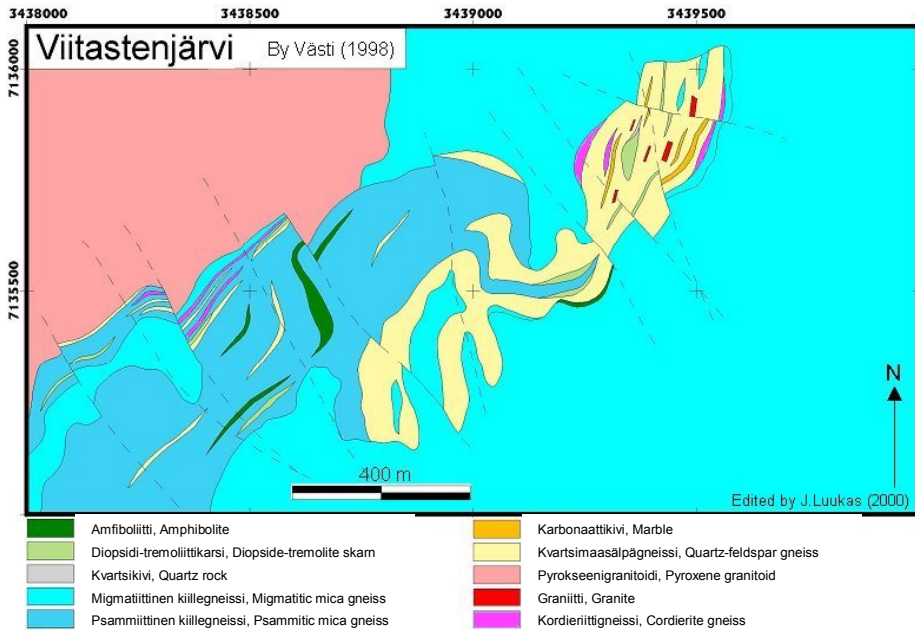 3438000 3438500 3439000 3439500
Viitastenjärvi By Västi (1998)
7136000
7135500
N
400 m
Edited by J.Luukas (2000)
Amfiboliitti, Amphibolite
Diopsidi-tremoliittikarsi, Diopside-tremolite skarn
Kvartsikivi, Quartz rock
Migmatiittinen kiillegneissi, Migmatitic mica gneiss
Psammiittinen kiillegneissi, Psammitic mica gneiss
Karbonaattikivi, Marble
Kvartsimaasälpägneissi, Quartz-feldspar gneiss
Pyrokseenigranitoidi, Pyroxene granitoid
Graniitti, Granite
Kordieriittigneissi, Cordierite gneiss